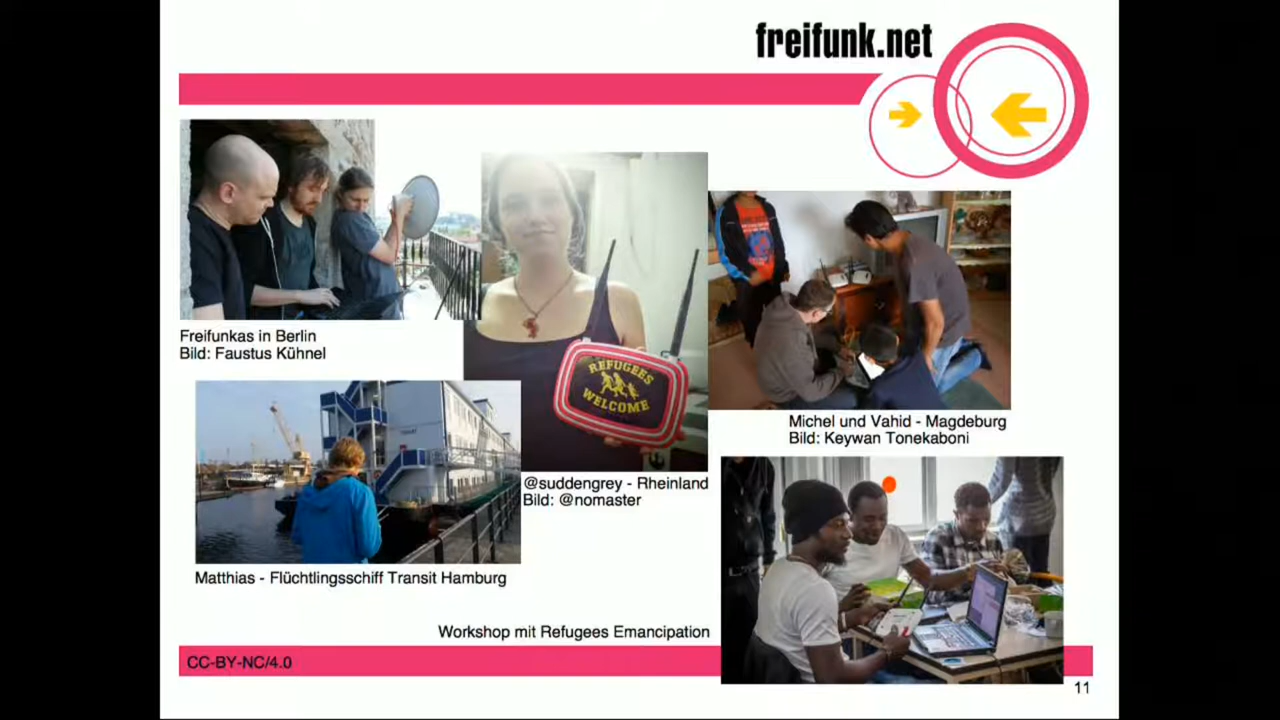 freifunk.net
Freifunkas in Berlin
Bild: Faustus Kühnel
REFUGEES
WELCOME
Michel und Vahid - Magdeburg
Bild: Keywan Tonekaboni
@suddengrey - Rheinland
Bild: @nomaster
Matthias - Flüchtlingsschiff Transit Hamburg
Workshop mit Refugees Emancipation
CC-BY-NC/4.0
11